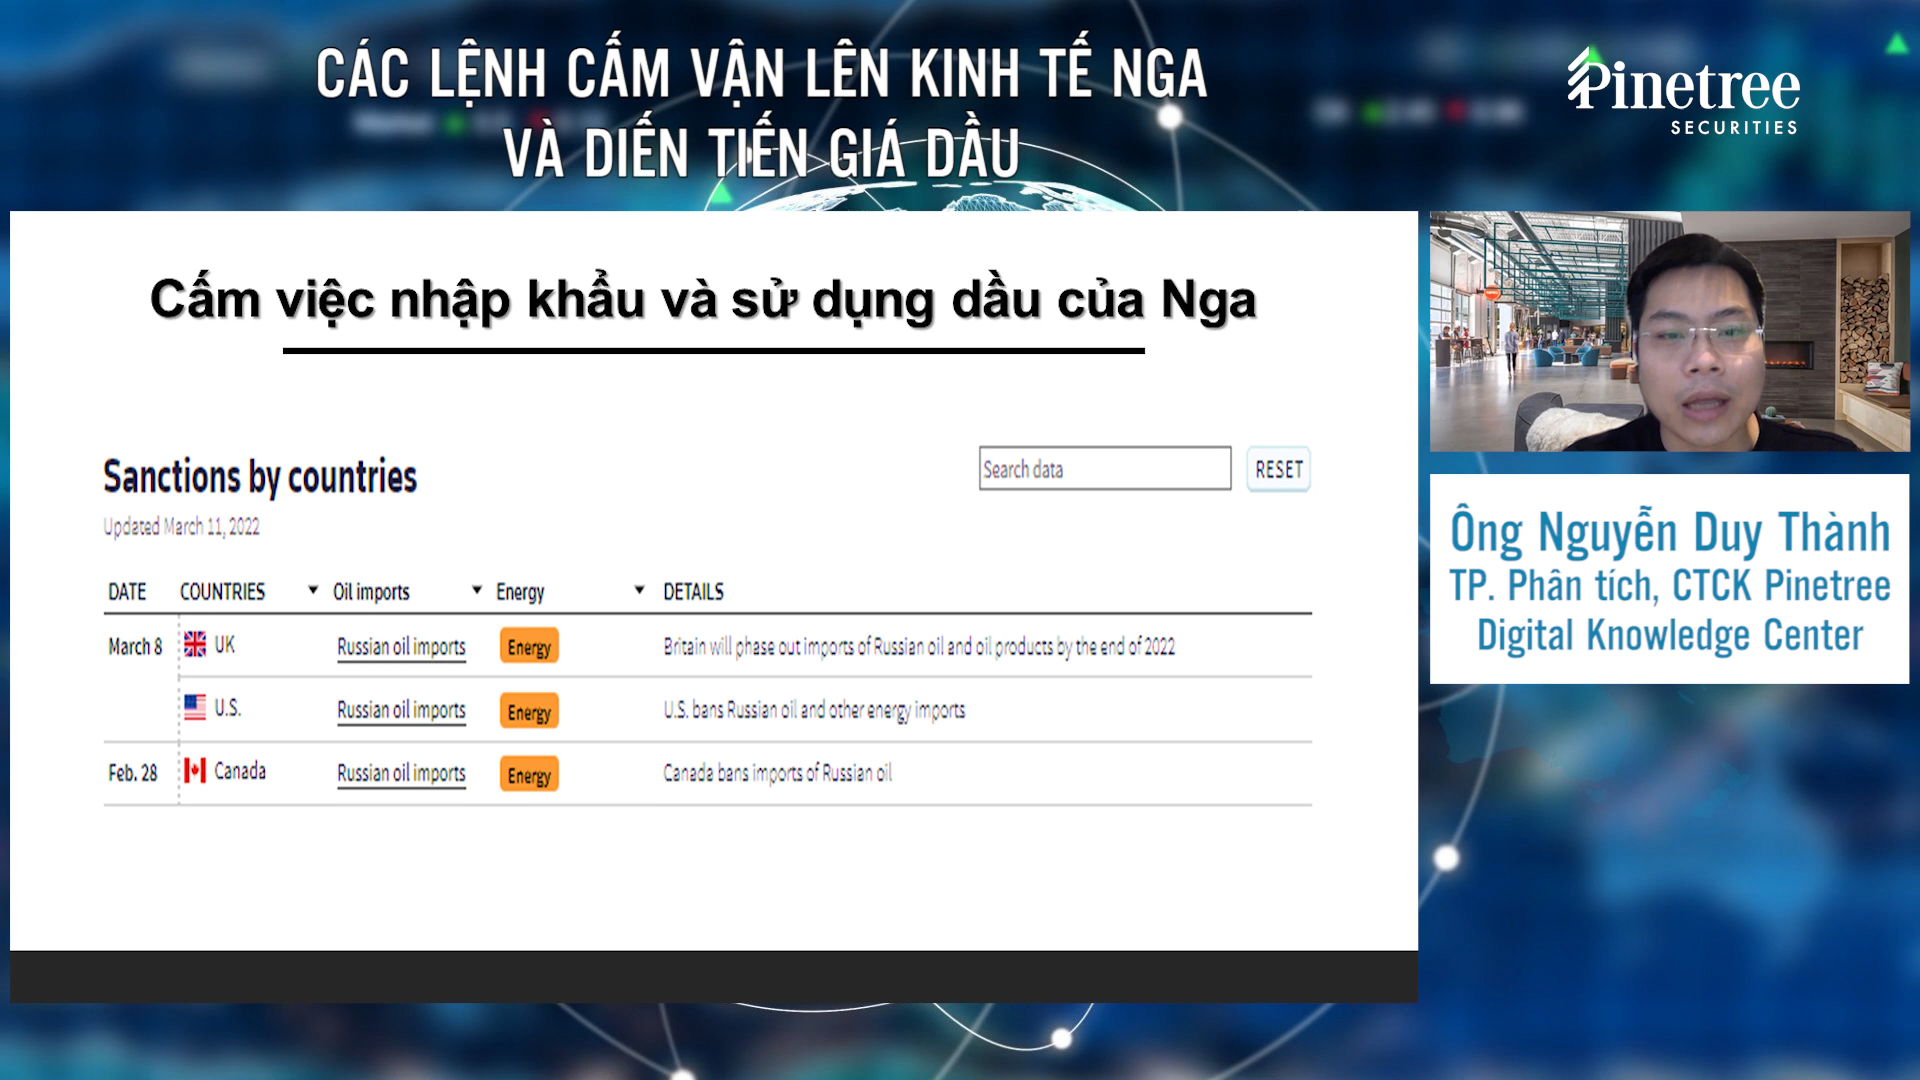 CÁC LỆNH CẤM VẬN LÊN KINH TẾ NGA
VÀ DIỄN TIẾN GIÁ DẦU
Pinetree
SECURITIES
Cấm việc nhập khẩu và sử dụng dầu của Nga
Sanctions by countries
Search data
RESET
Updated March 11, 2022
DATE COUNTRIES Oil imports Energy DETAILS
March 8 UK Russian oil imports Energy Britain will phase out imports of Russian oil and oil products by the end of 2022
U.S. Russian oil imports Energy U.S. bans Russian oil and other energy imports
Feb. 28 Canada Russian oil imports Energy Canada bans imports of Russian oil
Ông Nguyễn Duy Thành
TP. Phân tích, CTCK Pinetree
Digital Knowledge Center